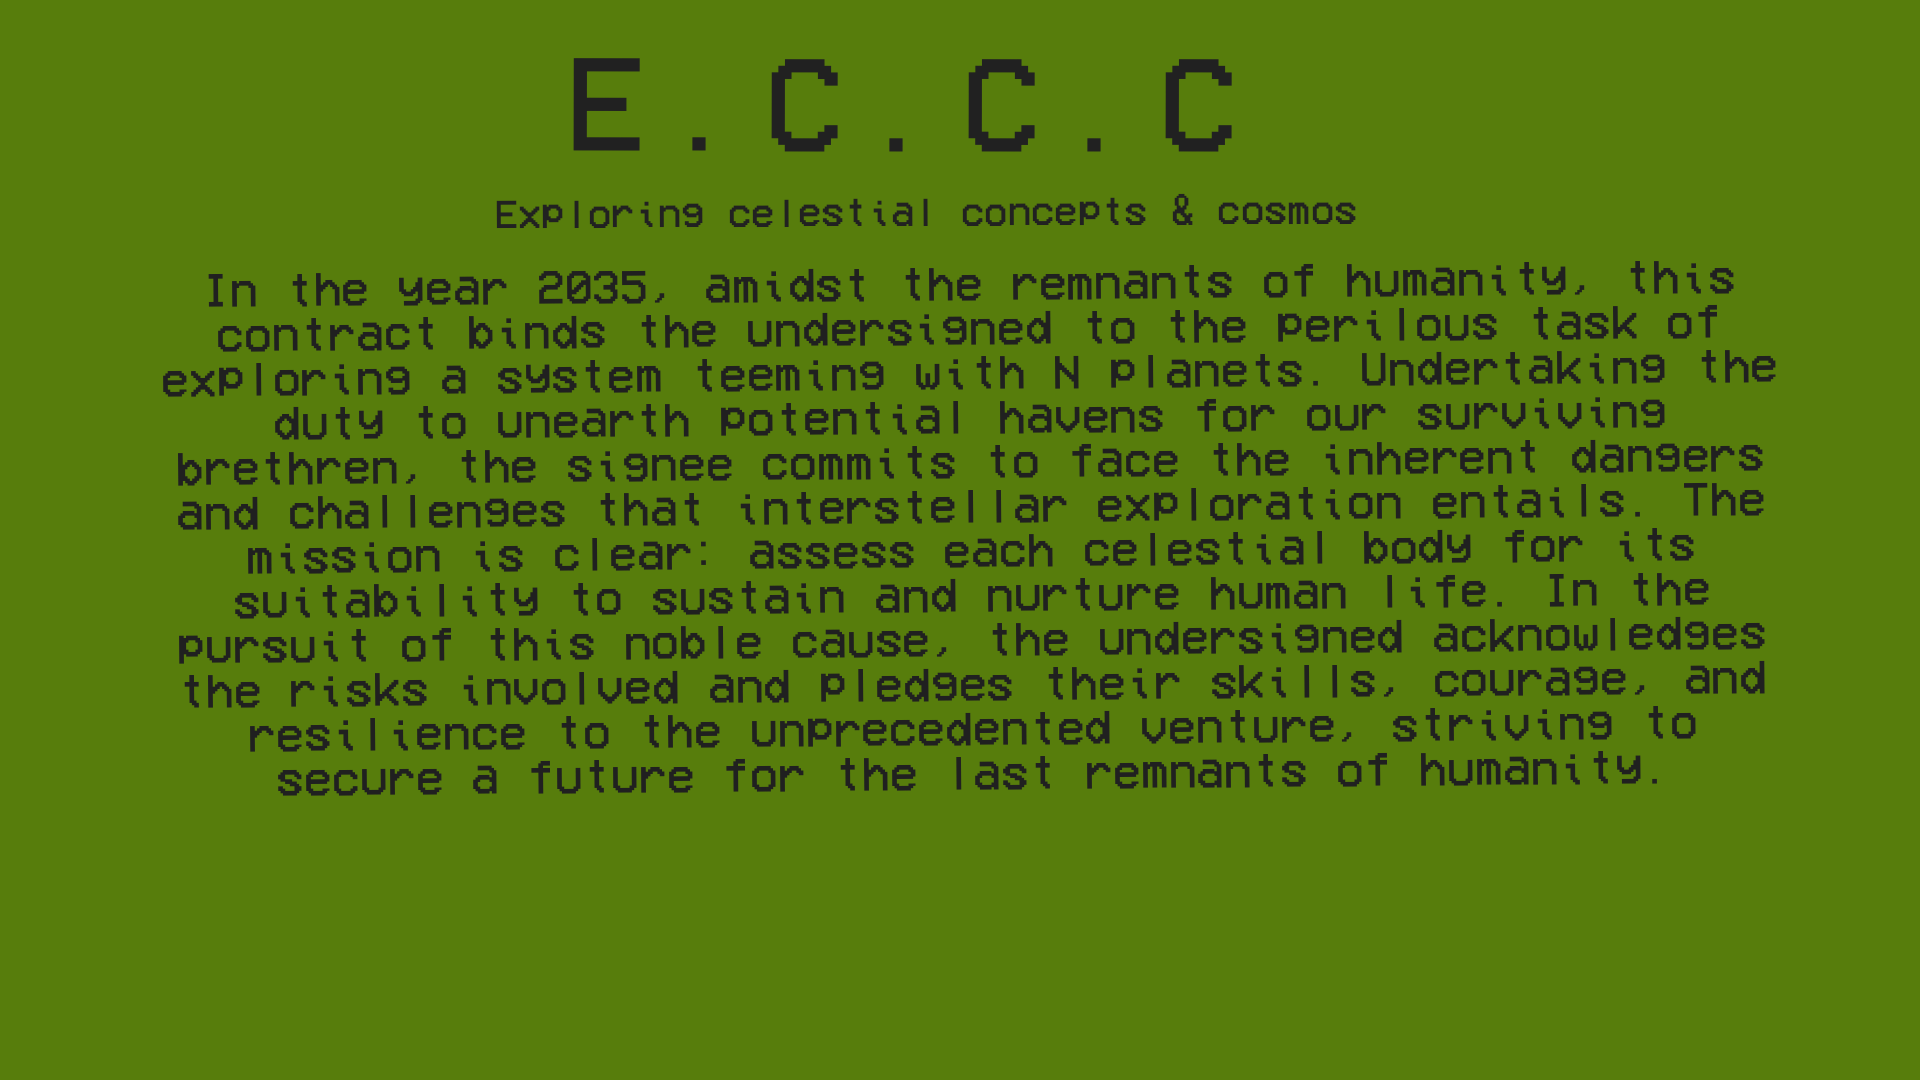 E.C.C.C
Exploring celestial concepts & cosmos
In the year 2035, amidst the remnants of humanity, this
contract binds the undersigned to the perilous task of
exploring a system teeming with N planets. Undertaking the
duty to unearth potential havens for our surviving
brethren, the signee commits to face the inherent dangers
and challenges that interstellar exploration entails. The
mission is clear: assess each celestial body for its
suitability to sustain and nurture human life. In the
pursuit of this noble cause, the undersigned acknowledges
the risks involved and pledges their skills, courage, and
resilience to the unprecedented venture, striving to
secure a future for the last remnants of humanity.